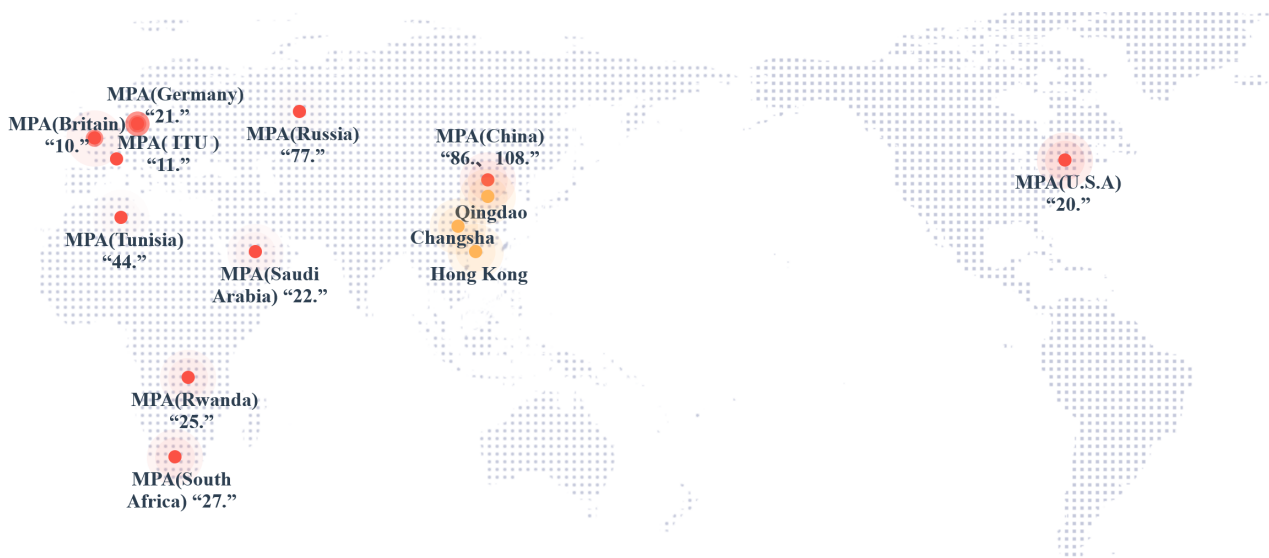 MPA(Germany)
“21.”
MPA(Britain)
“10.”
MPA( ITU )
“11.”
MPA(Russia)
“77.”
MPA(China)
“86.、 108.”
MPA(U.S.A)
“20.”
Qingdao
Changsha
Hong Kong
MPA(Tunisia)
“44.”
MPA(Saudi
Arabia) “22.”
MPA(Rwanda)
“25.”
MPA(South
Africa) “27.”